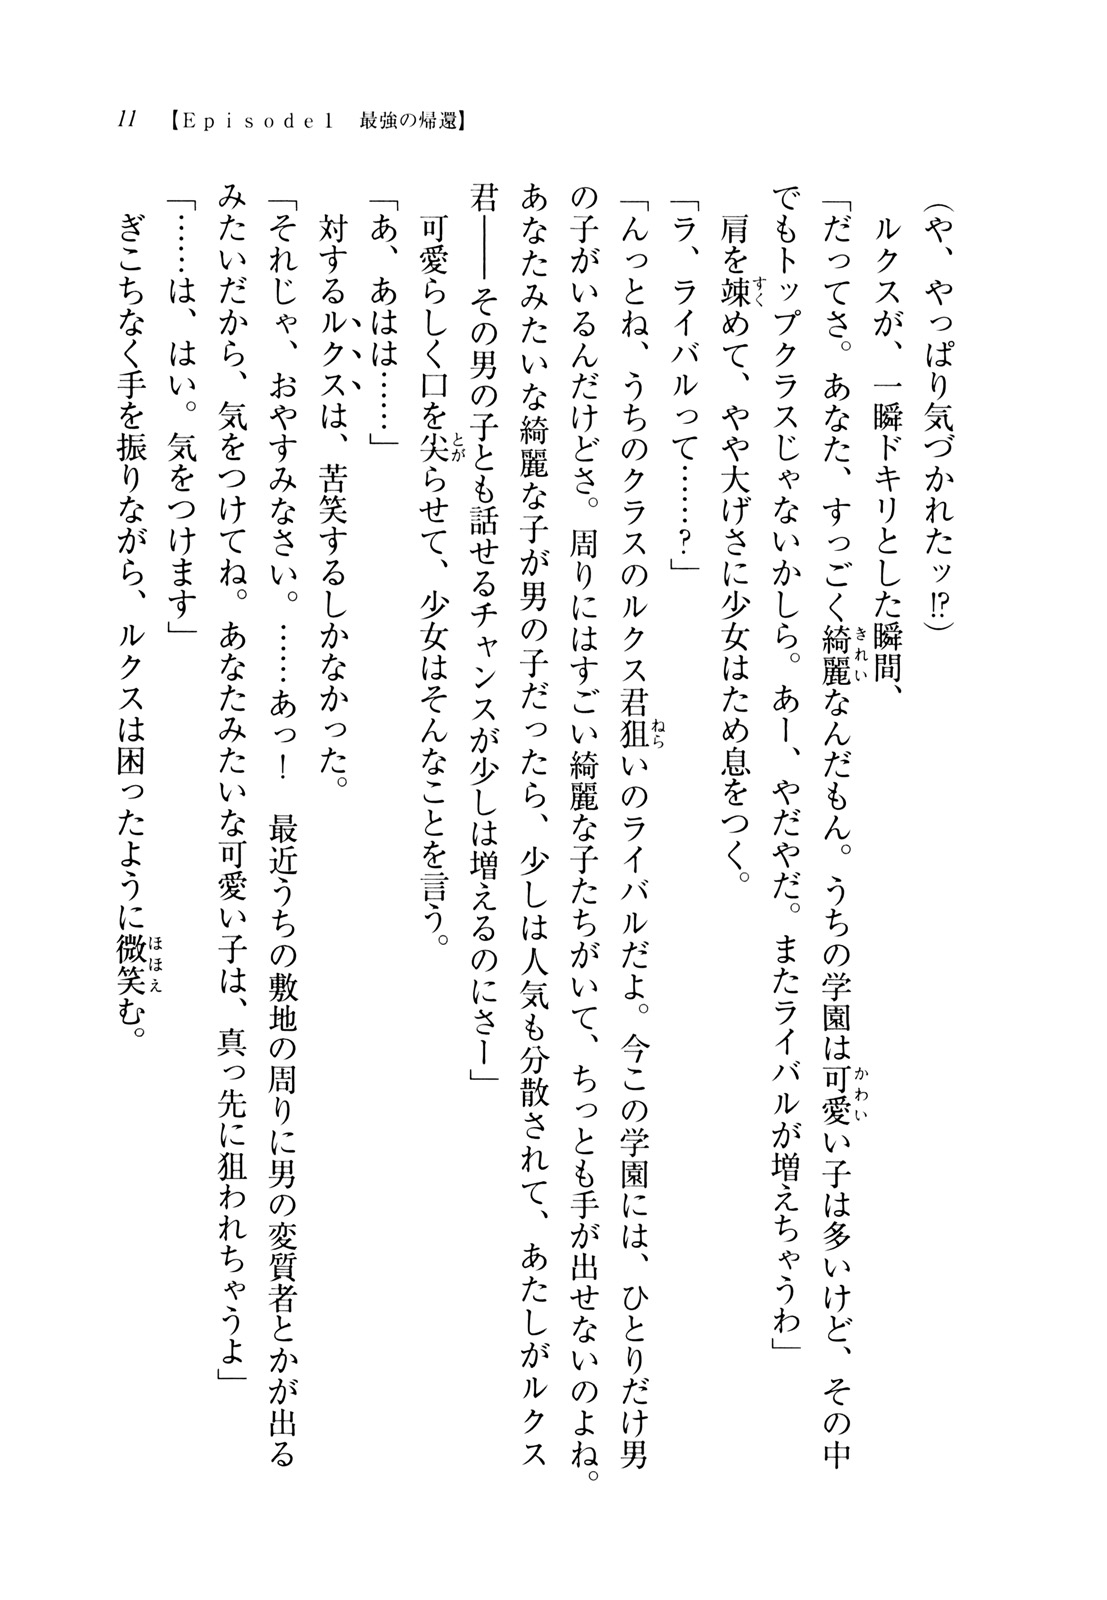 11 【Ｅｐｉｓｏｄｅ１　最強の帰還】
（や、やっぱり気づかれたッ!?）
　ルクスが、一瞬ドキリとした瞬間、
「だってさ。あなた、すっごく綺麗なんだもん。うちの学園は可愛い子は多いけど、その中
でもトップクラスじゃないかしら。あー、やだやだ。またライバルが増えちゃうわ」
　肩を竦めて、やや大げさに少女はため息をつく。
「ラ、ライバルって……？」
「んっとね、うちのクラスのルクス君狙いのライバルだよ。今この学園には、ひとりだけ男
の子がいるんだけどさ。周りにはすごい綺麗な子たちがいて、ちっとも手が出せないのよね。
あなたみたいな綺麗な子が男の子だったら、少しは人気も分散されて、あたしがルクス
君――その男の子とも話せるチャンスが少しは増えるのにさー」
　可愛らしく口を尖らせて、少女はそんなことを言う。
「あ、あはは……」
　対するルクスは、苦笑するしかなかった。
「それじゃ、おやすみなさい。……あっ！　最近うちの敷地の周りに男の変質者とかが出る
みたいだから、気をつけてね。あなたみたいな可愛い子は、真っ先に狙われちゃうよ」
「……は、はい。気をつけます」
　ぎこちなく手を振りながら、ルクスは困ったように微笑む。